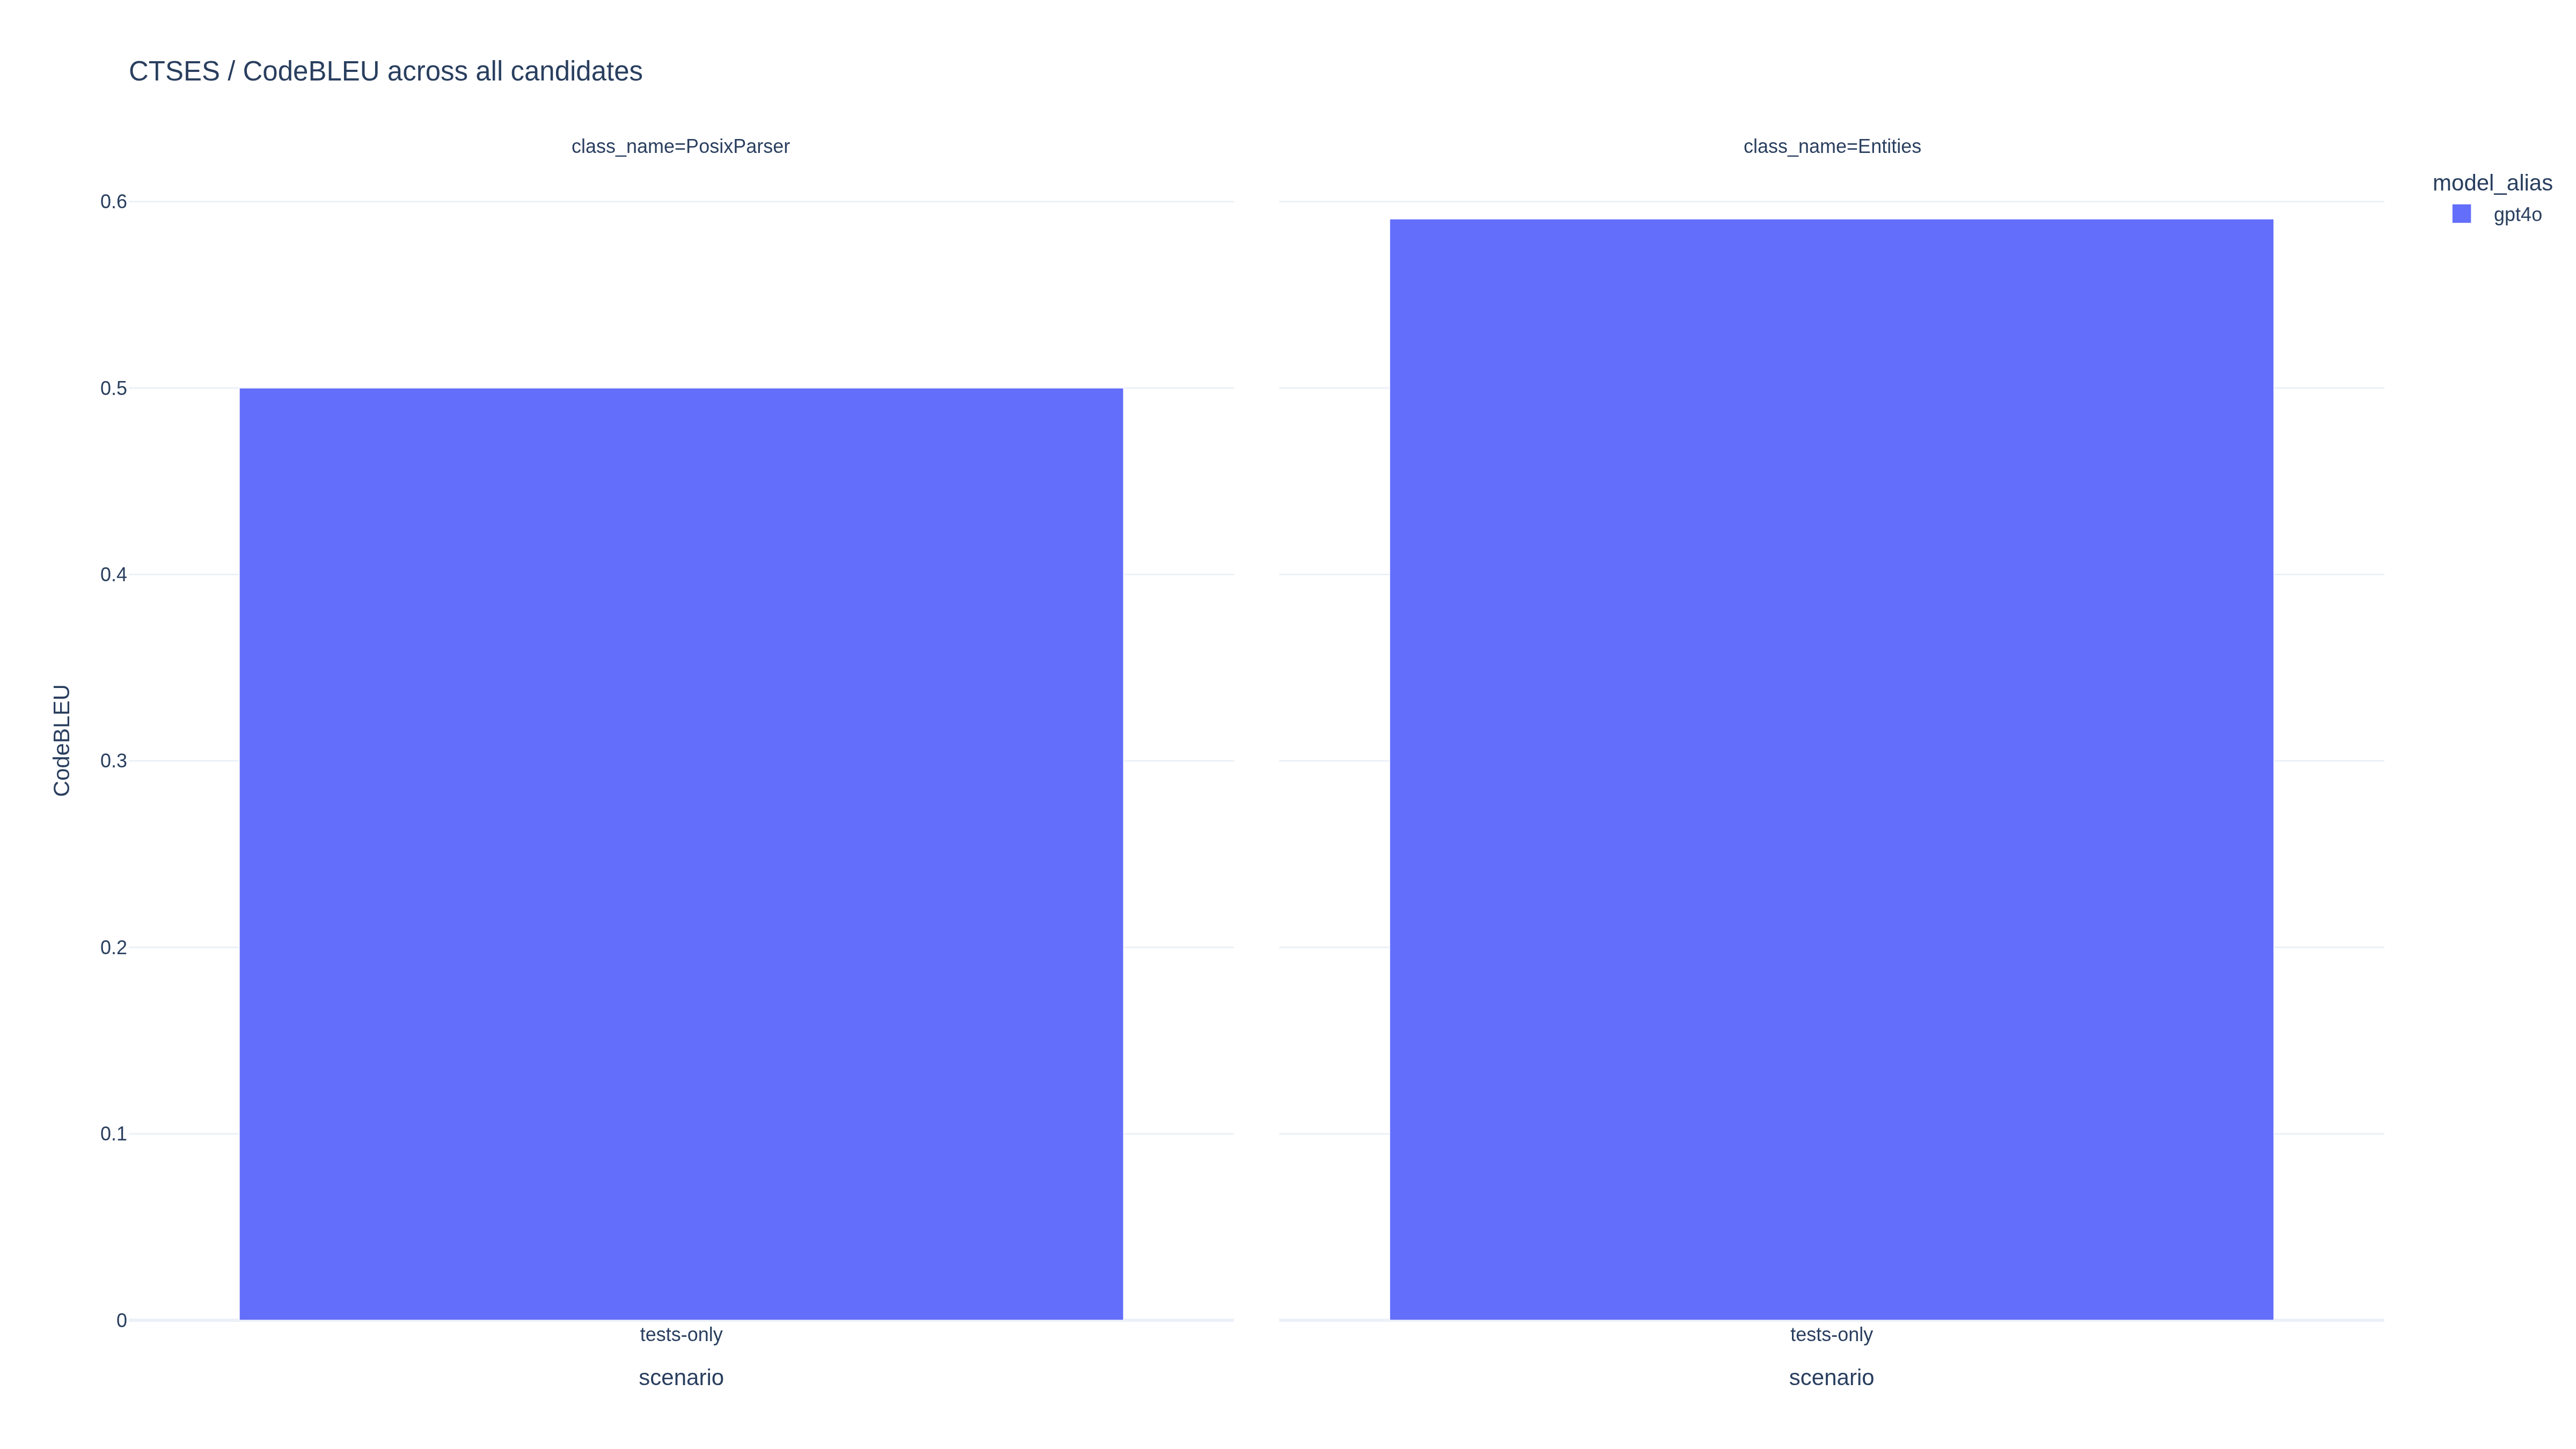 CTSES / CodeBLEU across all candidates
class_name=PosixParser
class_name=Entities
model_alias
gpt4o
CodeBLEU
0.6
0.5
0.4
0.3
0.2
0.1
0
tests-only
tests-only
scenario
scenario